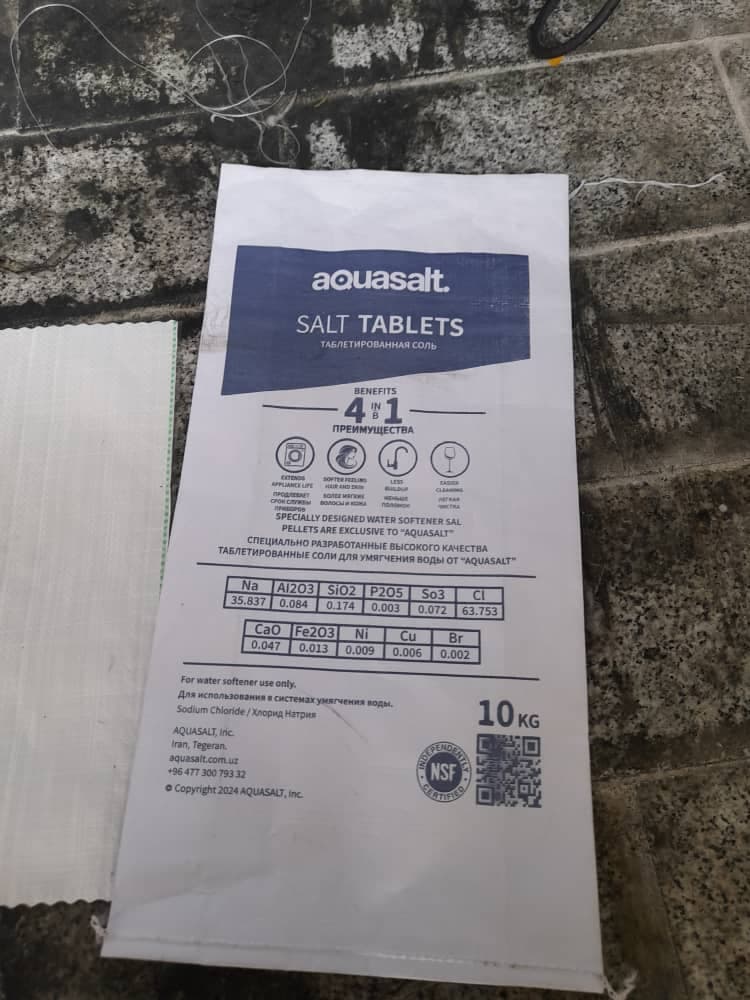 aquasalt.
SALT TABLETS
ТАБЛЕТИРОВАННАЯ СОЛЬ
BENEFITS
4 IN В 1
ПРЕИМУЩЕСТВА
EXTENDS
APPLIANCE LIFE
ПРОДЛЕВАЕТ
СРОК СЛУЖБЫ
ПРИБОРОВ
SOFTER FEELING
HAIR AND SKIN
БОЛЕЕ МЯГКИЕ
ВОЛОСЫ И КОЖА
LESS
BUILDUP
МЕНЬШЕ
ПОЛОМОК
EASIER
CLEANING
ЛЕГКАЯ
ЧИСТКА
SPECIALLY DESIGNED WATER SOFTENER SAL
PELLETS ARE EXCLUSIVE TO "AQUASALT"
СПЕЦИАЛЬНО РАЗРАБОТАННЫЕ ВЫСОКОГО КАЧЕСТВА
ТАБЛЕТИРОВАННЫЕ СОЛИ ДЛЯ УМЯГЧЕНИЯ ВОДЫ ОТ "AQUASALT"
Na Al2O3 SiO2 P2O5 So3 Cl
35.837 0.084 0.174 0.003 0.072 63.753
CaO Fe2O3 Ni Cu Br
0.047 0.013 0.009 0.006 0.002
For water softener use only.
Для использования в системах умягчения воды.
Sodium Chloride / Хлорид Натрия
10 KG
AQUASALT, Inc.
Iran, Tegeran.
aquasalt.com.uz
+96 477 300 793 32
© Copyright 2024 AQUASALT, Inc.
INDEPENDENTLY
NSF
CERTIFIED